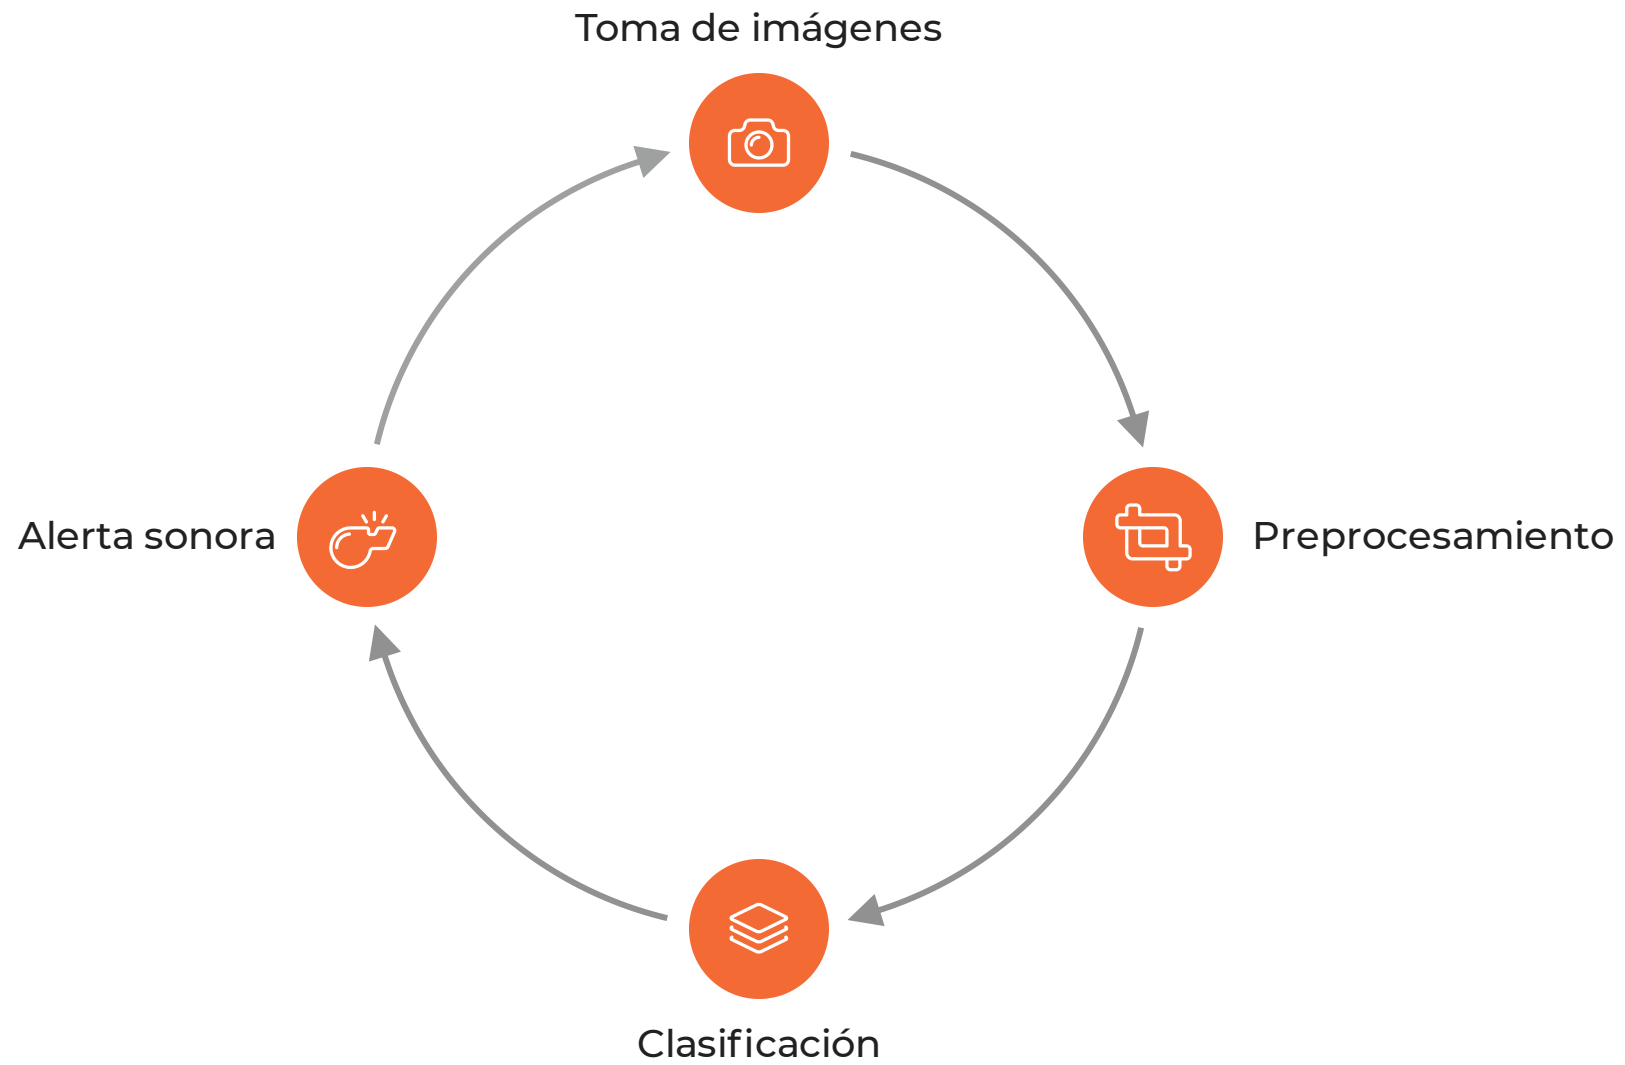 Toma de imágenes
Alerta sonora
Preprocesamiento
Clasificación